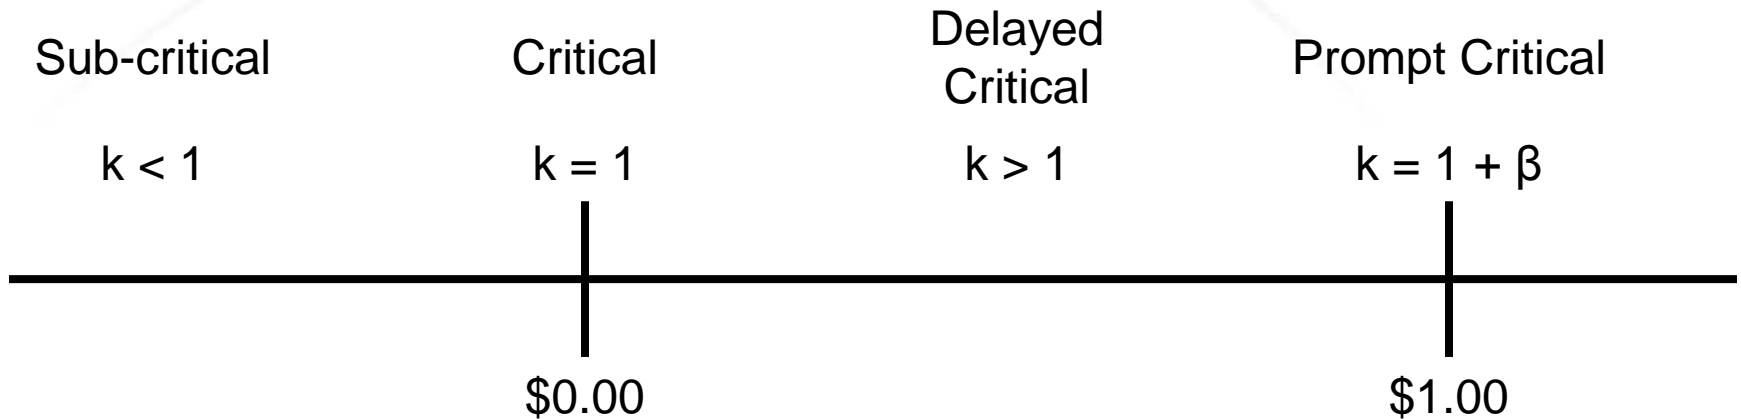 Sub-critical
Critical
Delayed
Critical
Prompt Critical
k < 1
k = 1
k > 1
k = 1 + β
$0.00
$1.00